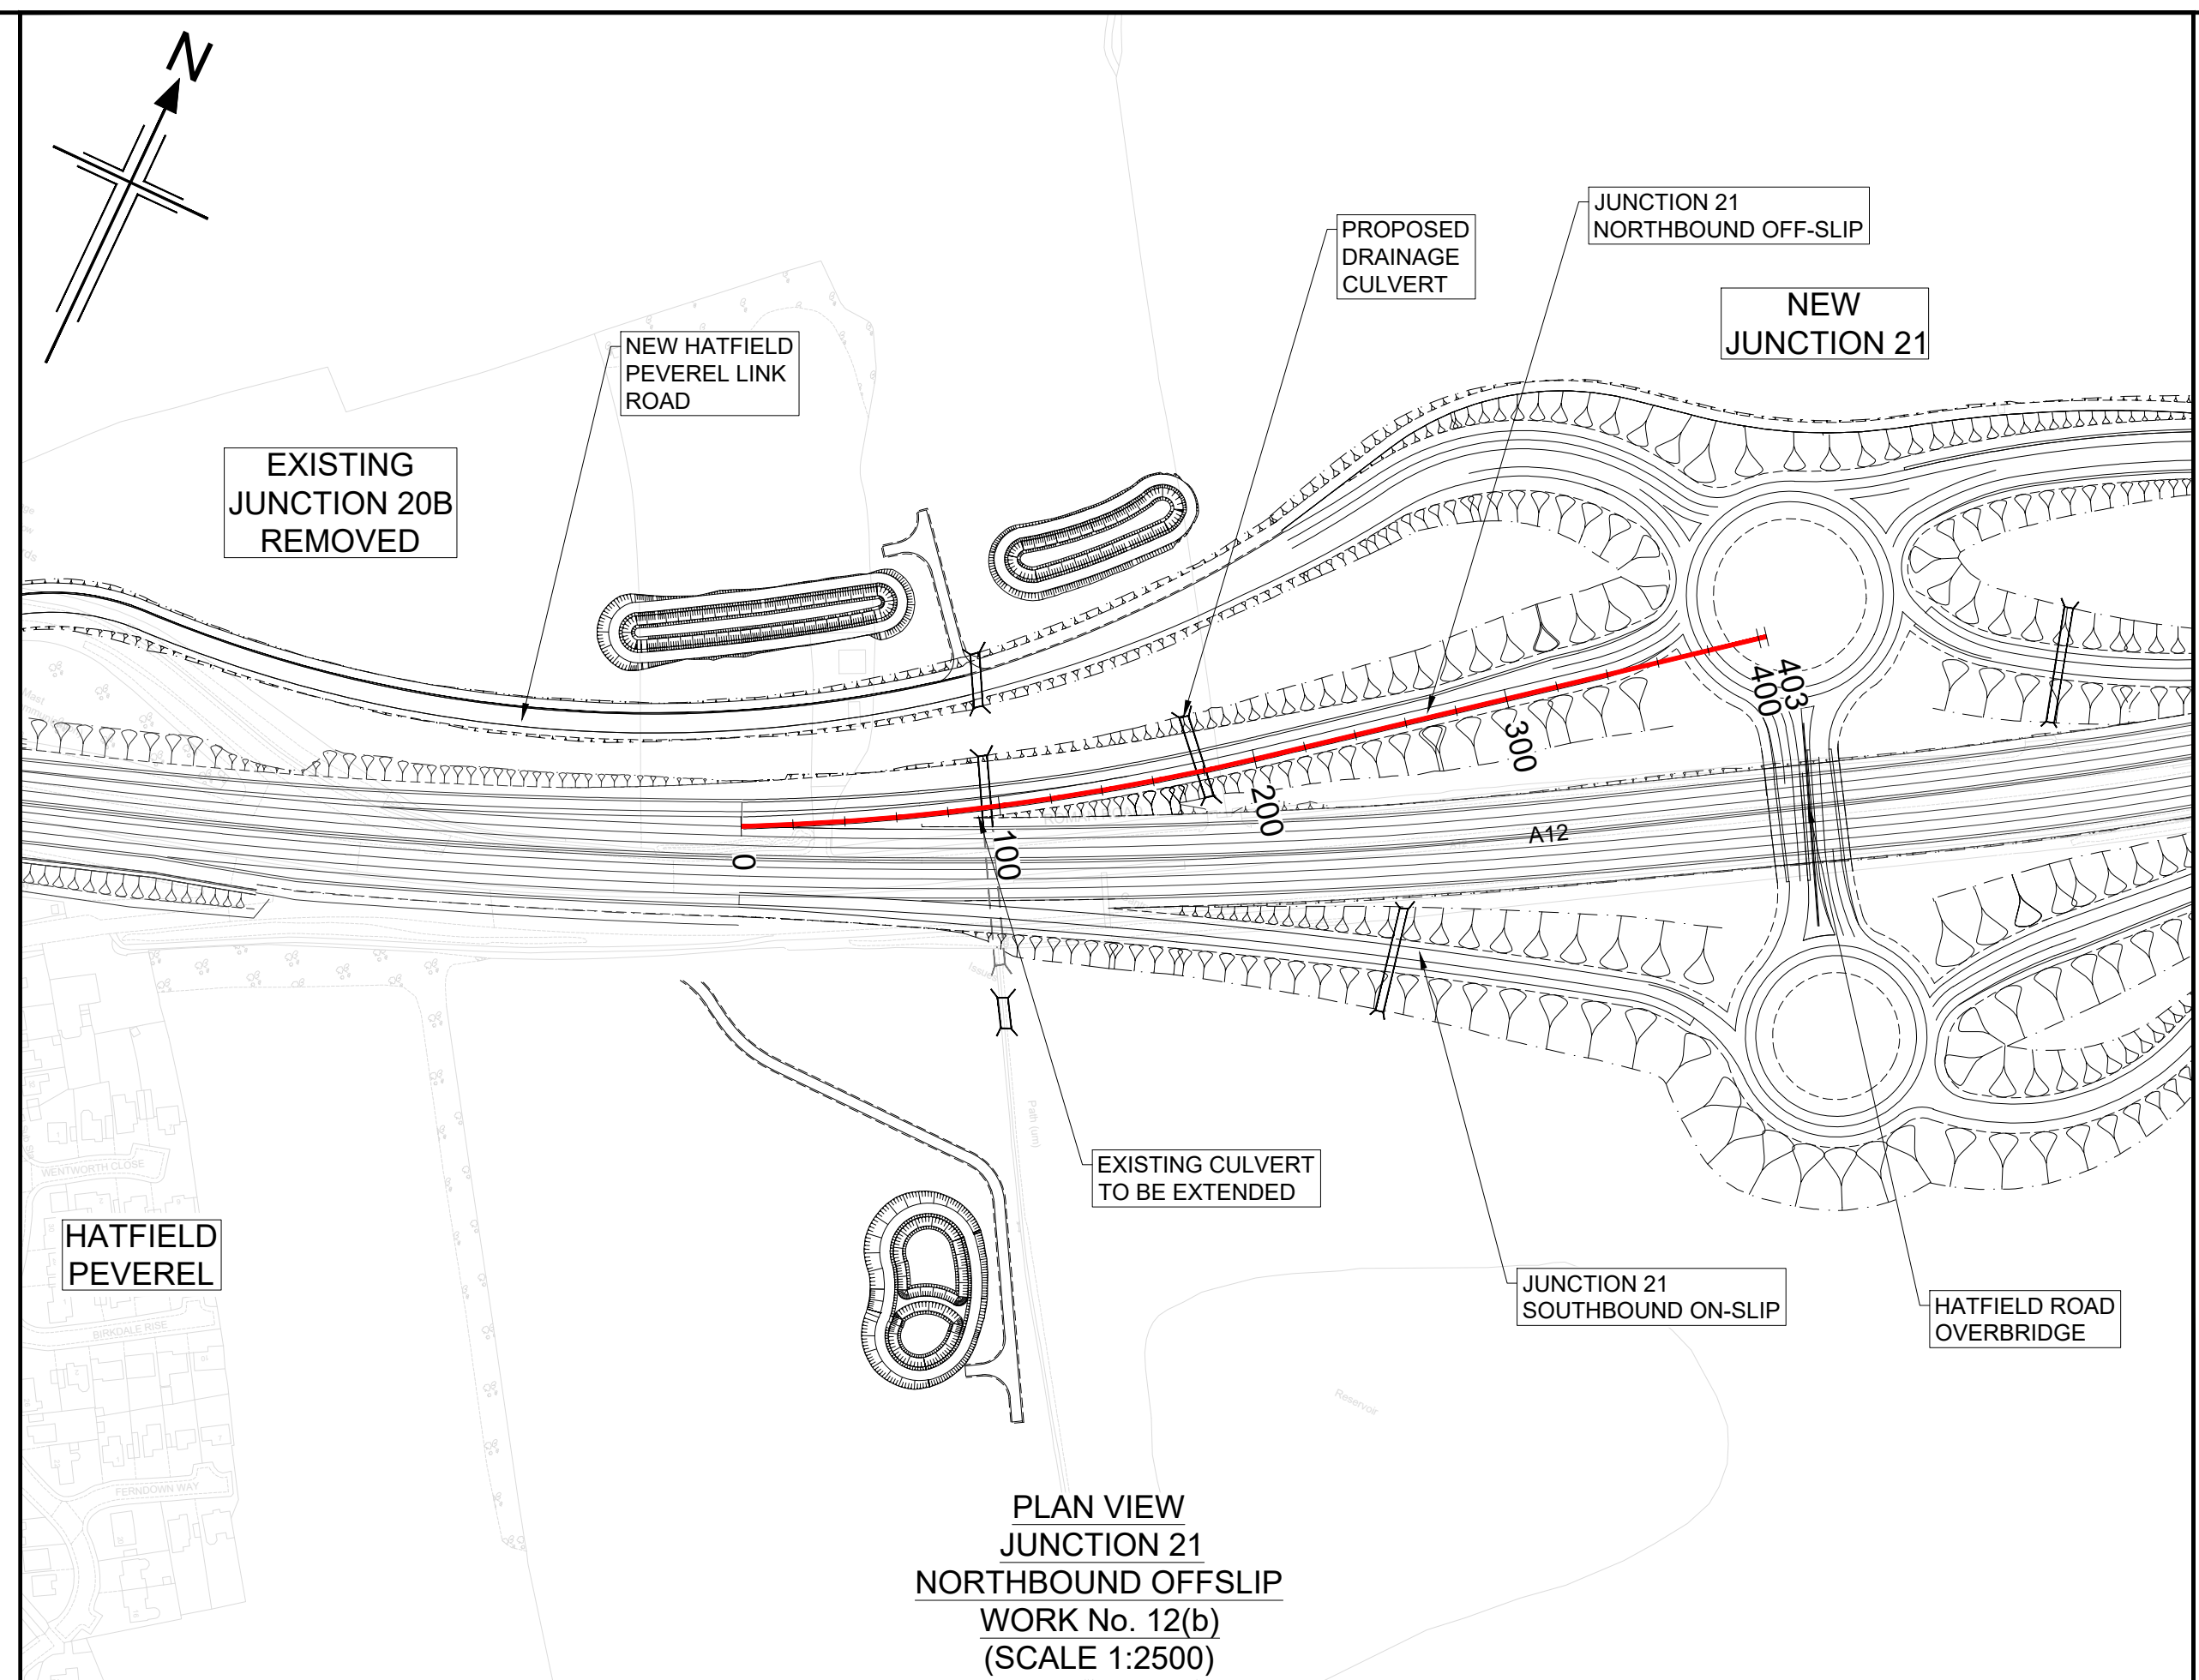 N
JUNCTION 21
NORTHBOUND OFF-SLIP
PROPOSED
DRAINAGE
CULVERT
NEW
JUNCTION 21
NEW HATFIELD
PEVEREL LINK
ROAD
EXISTING
JUNCTION 20B
REMOVED
403
400
300
200
100
0
A12
Path (um)
EXISTING CULVERT
TO BE EXTENDED
WENTWORTH CLOSE
HATFIELD
PEVEREL
JUNCTION 21
SOUTHBOUND ON-SLIP
HATFIELD ROAD
OVERBRIDGE
BIRKDALE RISE
Reservoir
FERNDOWN WAY
PLAN VIEW
JUNCTION 21
NORTHBOUND OFFSLIP
WORK No. 12(b)
(SCALE 1:2500)